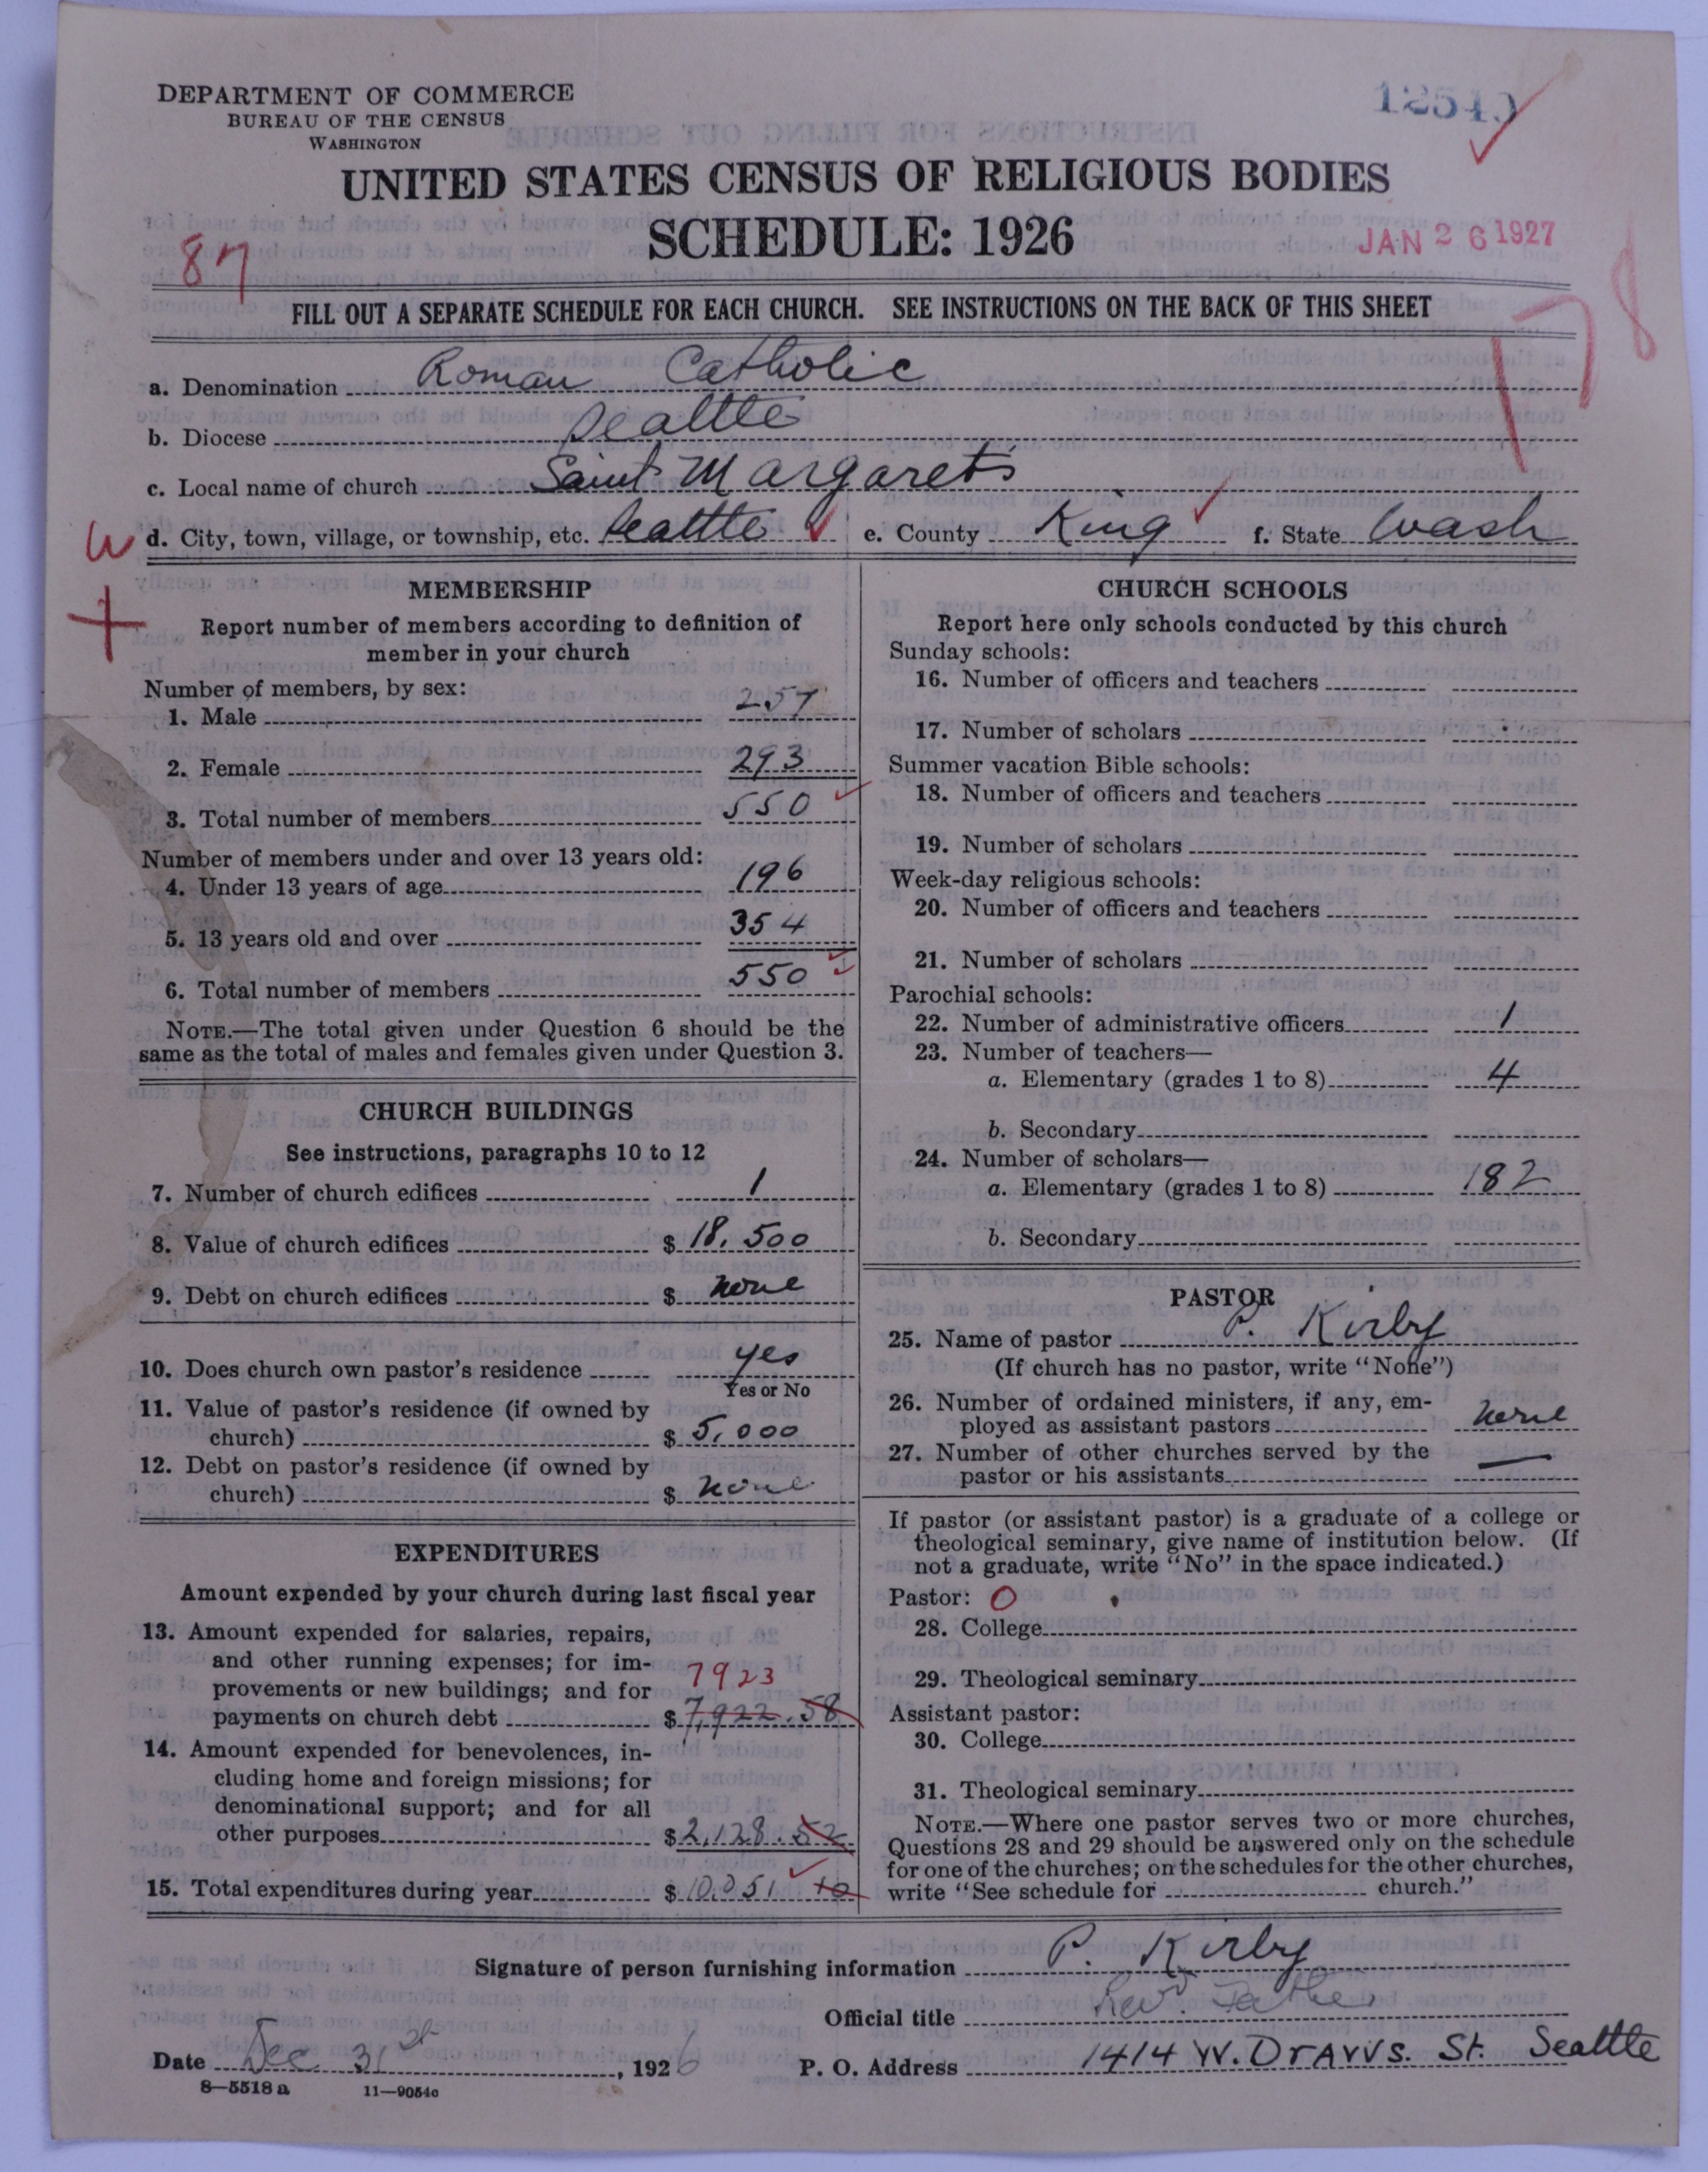 DEPARTMENT OF COMMERCE
BUREAU OF THE CENSUS
WASHINGTON
12540
UNITED STATES CENSUS OF RELIGIOUS BODIES
SCHEDULE: 1926
JAN 26 1927
87
178
FILL OUT A SEPARATE SCHEDULE FOR EACH CHURCH. SEE INSTRUCTIONS ON THE BACK OF THIS SHEET
a. Denomination Roman Catholic
b. Diocese Seattle
c. Local name of church Saint Margaret's
W d. City, town, village, or township, etc. Seattle e. County King f. State Wash
+
MEMBERSHIP
Report number of members according to definition of
member in your church
Number of members, by sex:
1. Male 257
2. Female 293
3. Total number of members 550
Number of members under and over 13 years old:
4. Under 13 years of age 196
5. 13 years old and over 354
6. Total number of members 550
NOTE.—The total given under Question 6 should be the
same as the total of males and females given under Question 3.
CHURCH BUILDINGS
See instructions, paragraphs 10 to 12
7. Number of church edifices 1
8. Value of church edifices $ 18,500
9. Debt on church edifices $ none
10. Does church own pastor's residence yes
Yes or No
11. Value of pastor's residence (if owned by
church) $ 5,000
12. Debt on pastor's residence (if owned by
church) $ none
EXPENDITURES
Amount expended by your church during last fiscal year
13. Amount expended for salaries, repairs,
and other running expenses; for im-
provements or new buildings; and for 7923
payments on church debt $ 7,922.58
14. Amount expended for benevolences, in-
cluding home and foreign missions; for
denominational support; and for all
other purposes $ 2,128.52
15. Total expenditures during year $ 10,051 10
CHURCH SCHOOLS
Report here only schools conducted by this church
Sunday schools:
16. Number of officers and teachers
17. Number of scholars
Summer vacation Bible schools:
18. Number of officers and teachers
19. Number of scholars
Week-day religious schools:
20. Number of officers and teachers
21. Number of scholars
Parochial schools:
22. Number of administrative officers 1
23. Number of teachers—
a. Elementary (grades 1 to 8) 4
b. Secondary
24. Number of scholars—
a. Elementary (grades 1 to 8) 182
b. Secondary
PASTOR
25. Name of pastor P. Kirby
(If church has no pastor, write "None")
26. Number of ordained ministers, if any, em-
ployed as assistant pastors none
27. Number of other churches served by the
pastor or his assistants —
If pastor (or assistant pastor) is a graduate of a college or
theological seminary, give name of institution below. (If
not a graduate, write "No" in the space indicated.)
Pastor: O
28. College
29. Theological seminary
Assistant pastor:
30. College
31. Theological seminary
NOTE.—Where one pastor serves two or more churches,
Questions 28 and 29 should be answered only on the schedule
for one of the churches; on the schedules for the other churches,
write "See schedule for church."
Signature of person furnishing information P. Kirby
Official title Rev. Father
Date Dec 31st, 1926 P. O. Address 1414 W. Dravvs. St. Seattle
8—5518 a 11—9054c